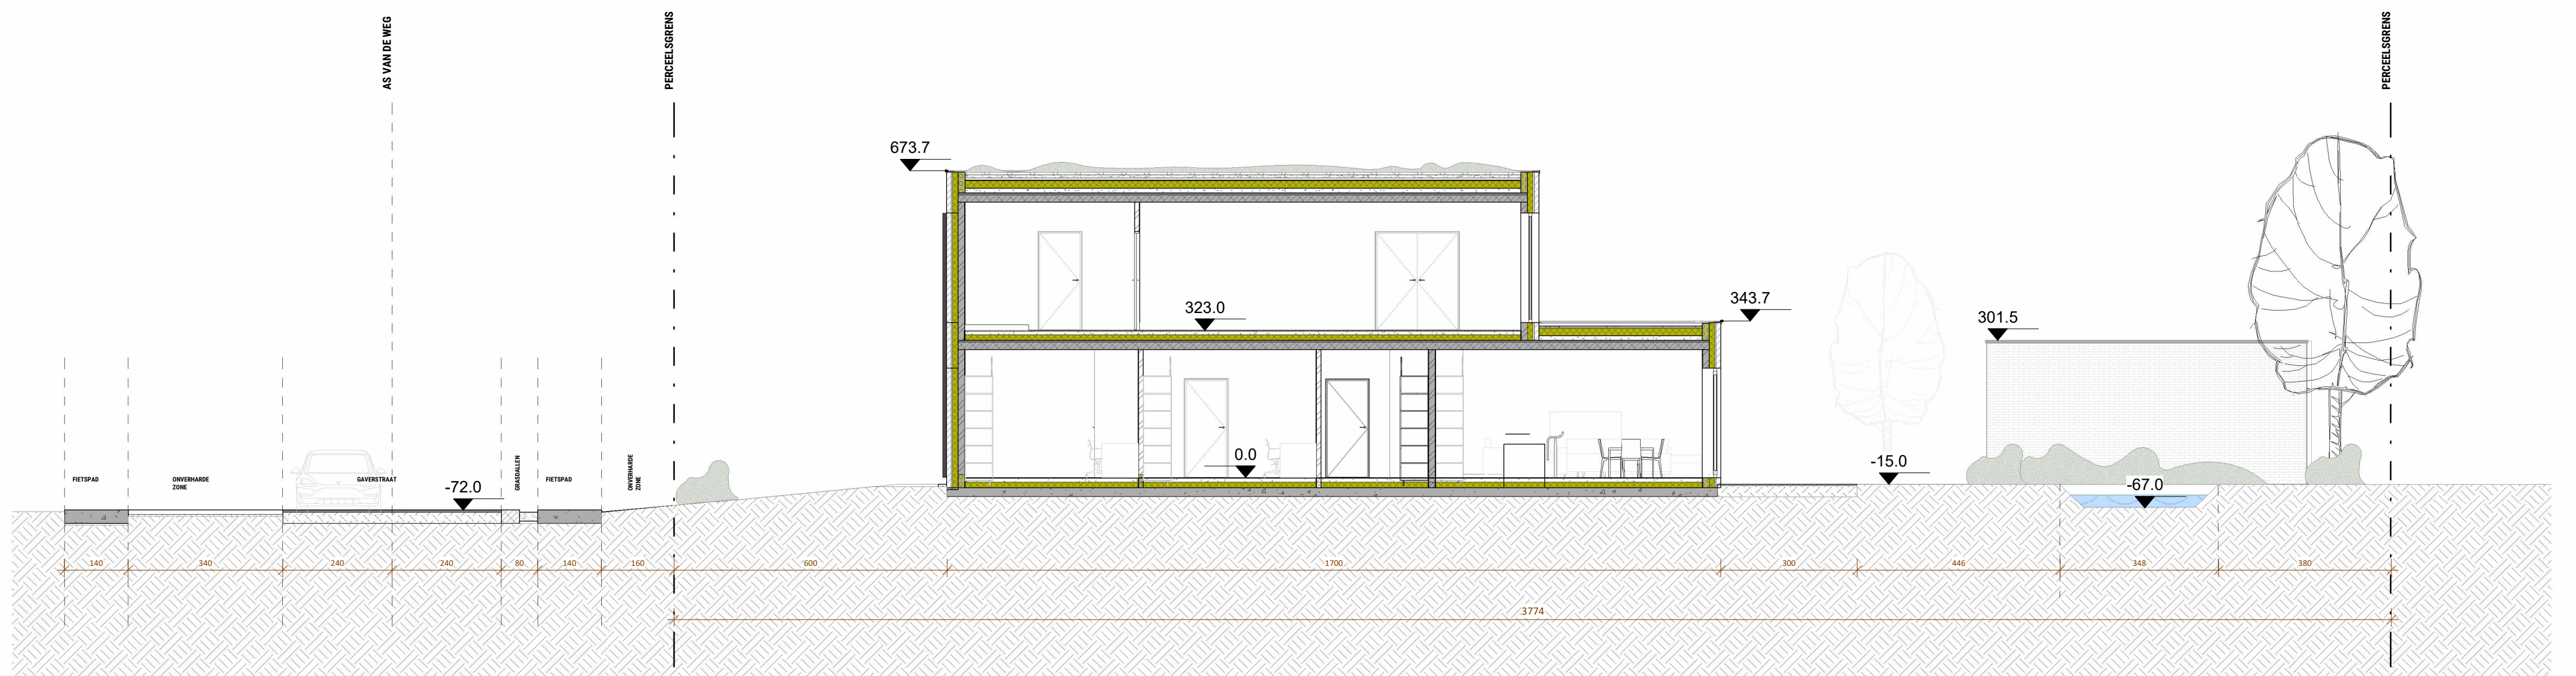 AS VAN DE WEG
PERCEELSGRENS
PERCEELSGRENS
673.7
323.0
343.7
301.5
0.0
-15.0
-67.0
-72.0
FIETSPAD
ONVERHARDE
ZONE
GAVERSTRAAT
GRASDALLEN
FIETSPAD
ONVERHARDE
ZONE
140
340
240
240
80
140
160
600
1700
300
446
348
380
3774